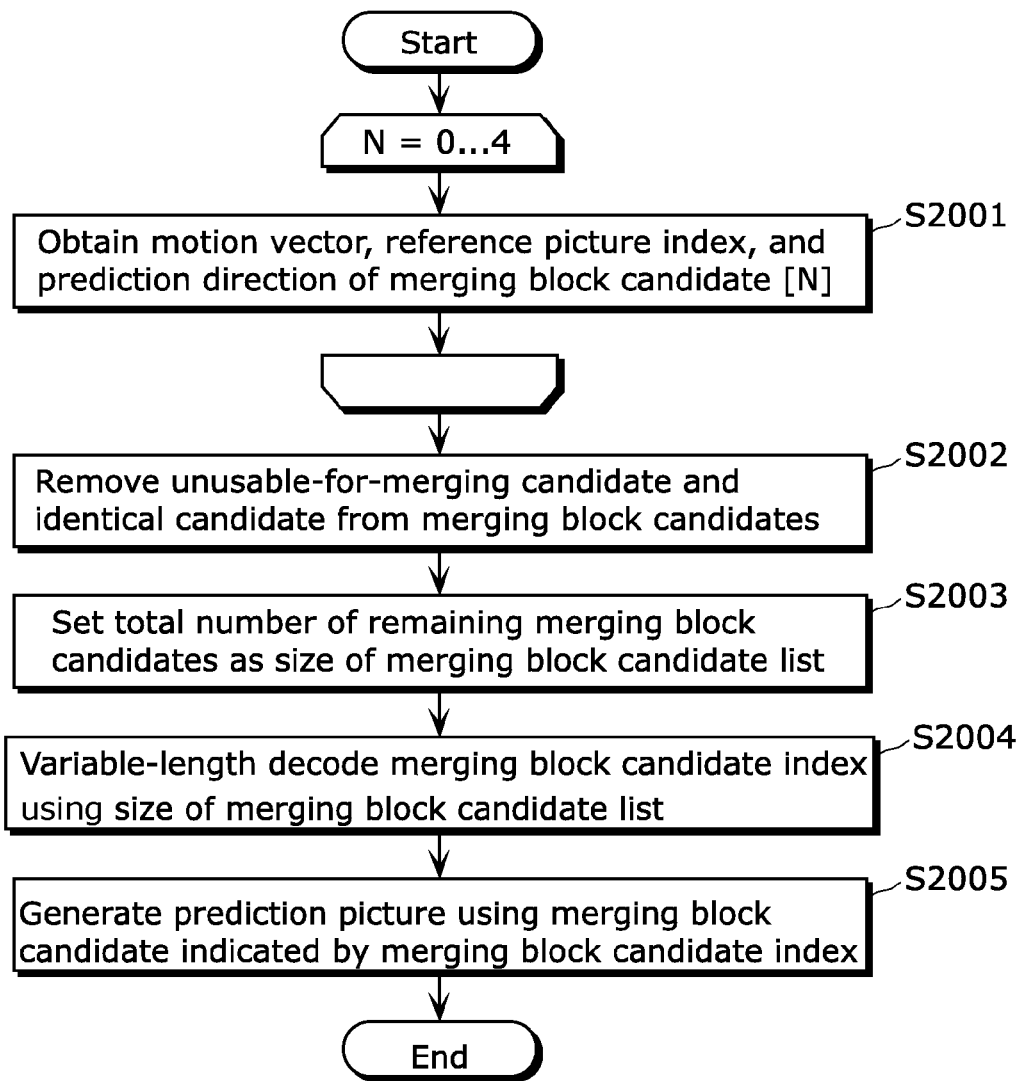 Start
N = 0...4
S2001
Obtain motion vector, reference picture index, and
prediction direction of merging block candidate [N]
S2002
Remove unusable-for-merging candidate and
identical candidate from merging block candidates
S2003
Set total number of remaining merging block
candidates as size of merging block candidate list
S2004
Variable-length decode merging block candidate index
using size of merging block candidate list
S2005
Generate prediction picture using merging block
candidate indicated by merging block candidate index
End